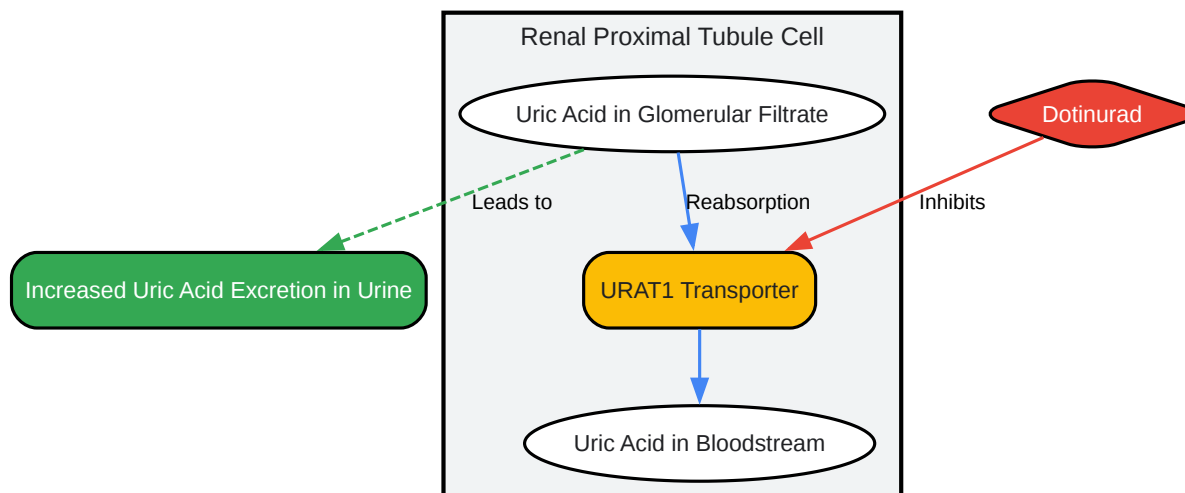 Renal Proximal Tubule Cell
Uric Acid in Glomerular Filtrate
Dotinurad
Leads to
Reabsorption
Inhibits
Increased Uric Acid Excretion in Urine
URAT1 Transporter
Uric Acid in Bloodstream